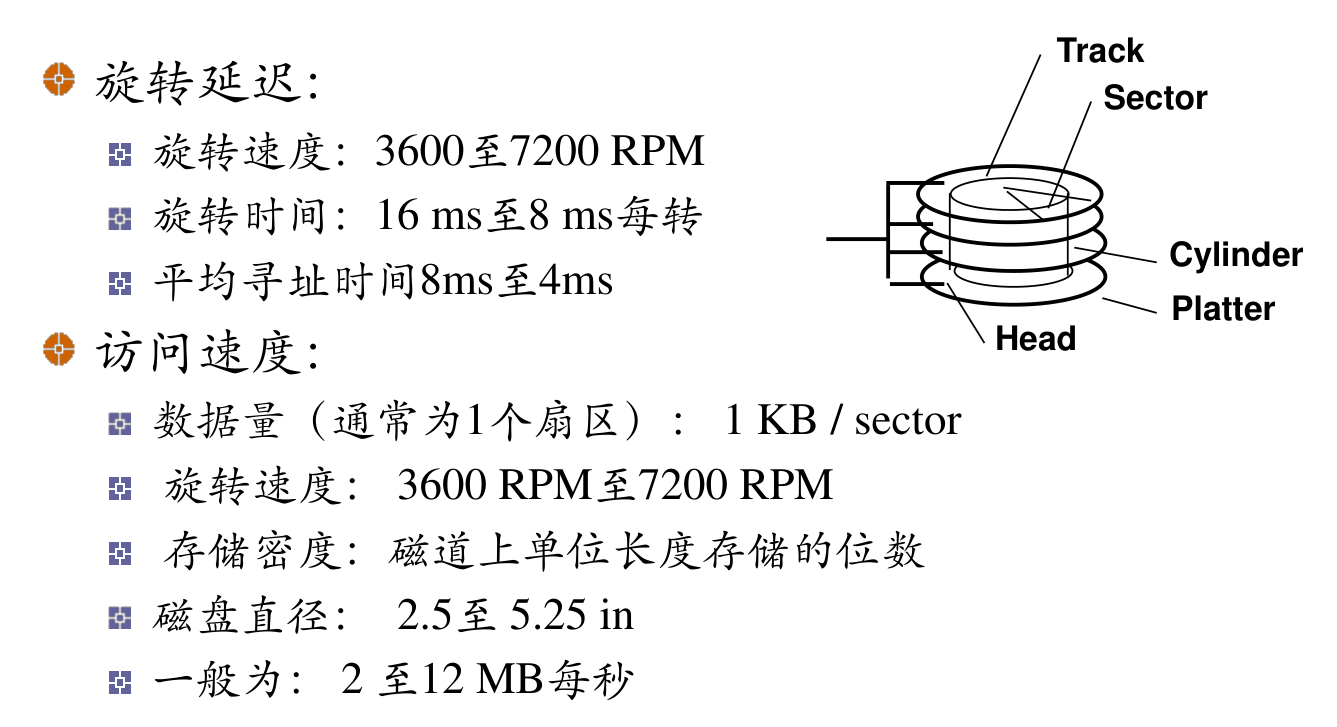 旋转延迟:
旋转速度: 3600至7200 RPM
旋转时间: 16 ms至8 ms每转
平均寻址时间8ms至4ms
访问速度:
数据量（通常为1个扇区）: 1 KB / sector
旋转速度: 3600 RPM至7200 RPM
存储密度: 磁道上单位长度存储的位数
磁盘直径: 2.5至 5.25 in
一般为: 2 至12 MB每秒
Track
Sector
Cylinder
Platter
Head